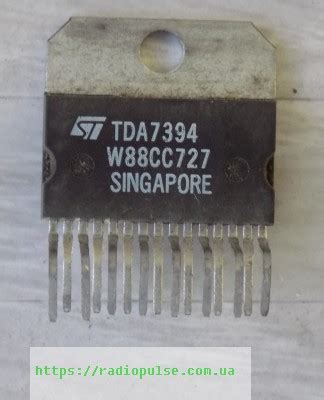 ST TDA7394
W88CC727
SINGAPORE
https://radiopulse.com.ua